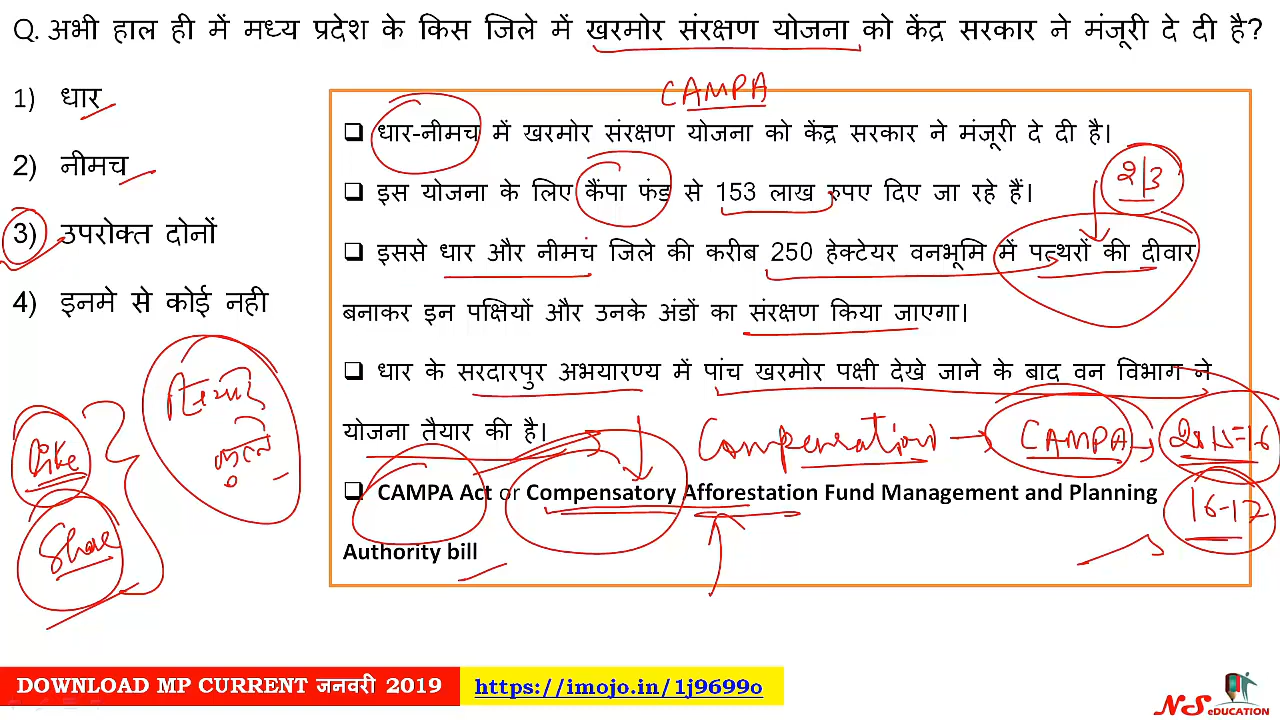 Q. अभी हाल ही में मध्य प्रदेश के किस जिले में खरमोर संरक्षण योजना को केंद्र सरकार ने मंजूरी दे दी है?
1) धार
2) नीमच
3) उपरोक्त दोनों
4) इनमे से कोई नही
CAMPA
❑ धार-नीमच में खरमोर संरक्षण योजना को केंद्र सरकार ने मंजूरी दे दी है।
❑ इस योजना के लिए कैंपा फंड से 153 लाख रुपए दिए जा रहे हैं।
2/3
❑ इससे धार और नीमच जिले की करीब 250 हेक्टेयर वनभूमि में पत्थरों की दीवार
बनाकर इन पक्षियों और उनके अंडों का संरक्षण किया जाएगा।
❑ धार के सरदारपुर अभयारण्य में पांच खरमोर पक्षी देखे जाने के बाद वन विभाग ने
योजना तैयार की है।
Compensation → CAMPA → 2015-16
❑ CAMPA Act or Compensatory Afforestation Fund Management and Planning
16-17
Authority bill
Like
Share
DOWNLOAD MP CURRENT जनवरी 2019 https://imojo.in/1j9699o
NS EDUCATION